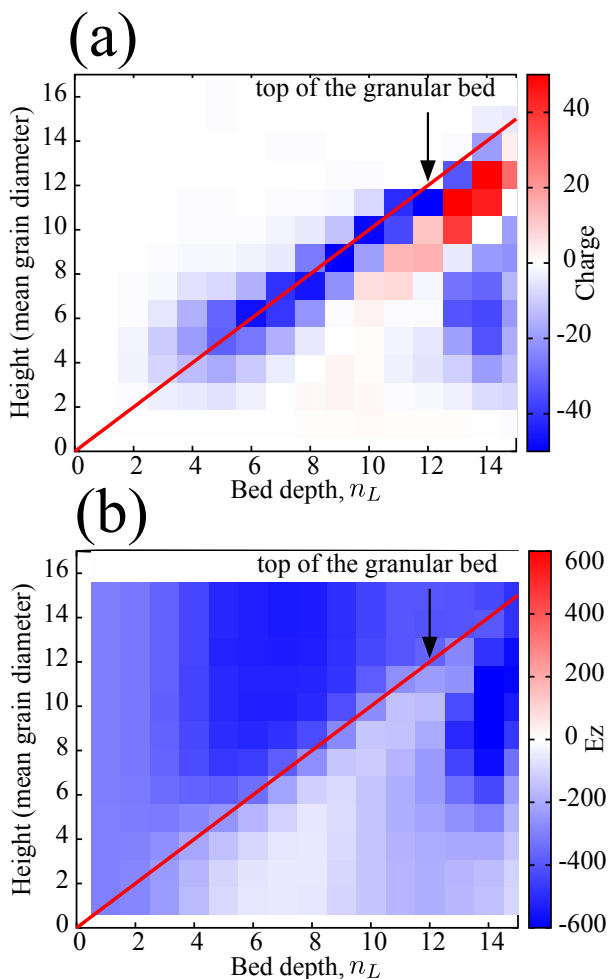 (a)
top of the granular bed
16
14
12
10
8
6
4
2
0
Height (mean grain diameter)
0 2 4 6 8 10 12 14
Bed depth, n_L
40
20
0
-20
-40
Charge
(b)
top of the granular bed
16
14
12
10
8
6
4
2
0
Height (mean grain diameter)
0 2 4 6 8 10 12 14
Bed depth, n_L
600
400
200
0
-200
-400
-600
Ez